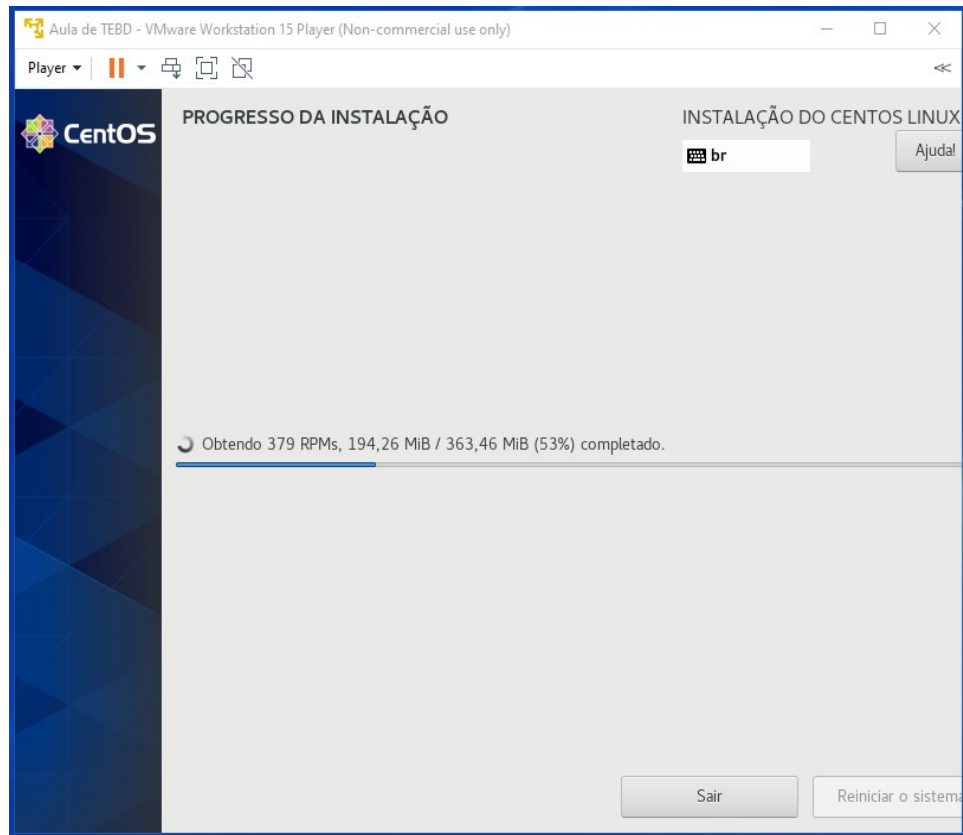 Aula de TEBD - VMware Workstation 15 Player (Non-commercial use only)
Player
CentOS
PROGRESSO DA INSTALAÇÃO
INSTALAÇÃO DO CENTOS LINUX
br
Ajuda!
Obtendo 379 RPMs, 194,26 MiB / 363,46 MiB (53%) completado.
Sair
Reiniciar o sistema